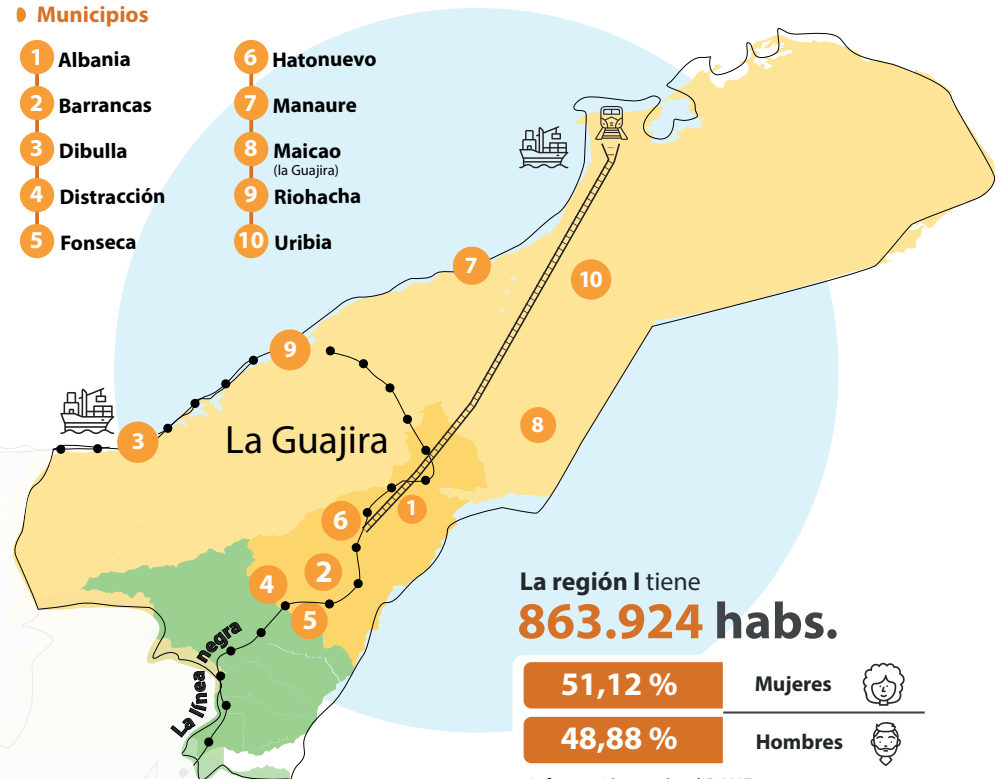 Municipios
1 Albania
2 Barrancas
3 Dibulla
4 Distracción
5 Fonseca
6 Hatonuevo
7 Manaure
8 Maicao
(la Guajira)
9 Riohacha
10 Uribia
7
10
9
3
La Guajira
8
1
6
2
4
5
La línea negra
La región I tiene
863.924 habs.
51,12 % Mujeres
48,88 % Hombres